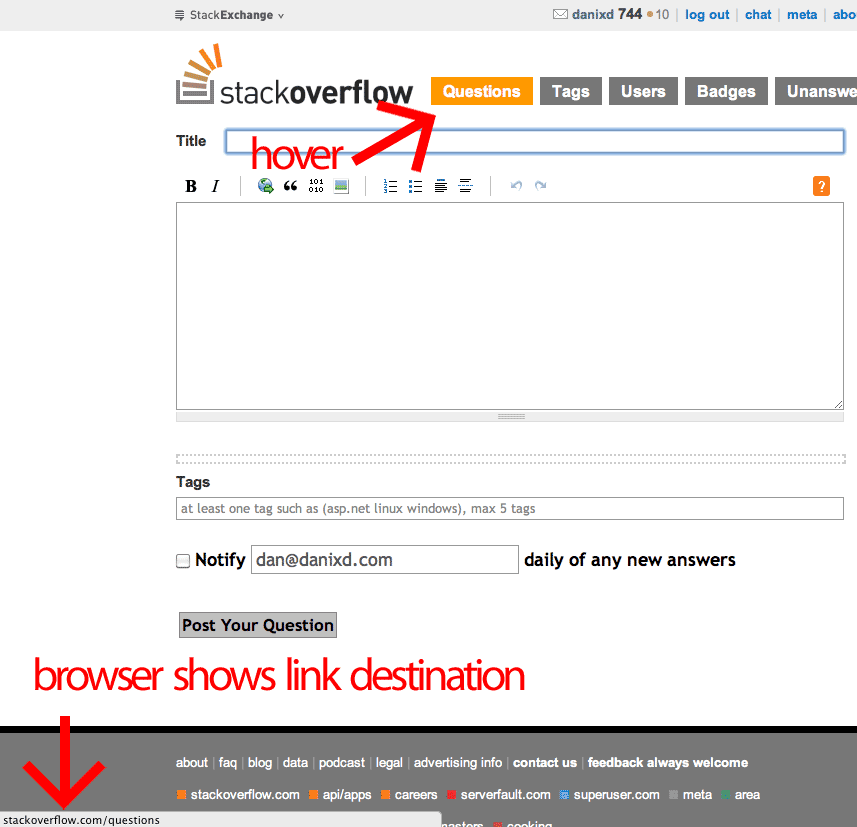 StackExchange
danixd 744 10 | log out | chat | meta | abo
stackoverflow Questions Tags Users Badges Unanswe
Title
hover
B I 101 010 ?
Tags
at least one tag such as (asp.net linux windows), max 5 tags
Notify dan@danixd.com daily of any new answers
Post Your Question
browser shows link destination
about | faq | blog | data | podcast | legal | advertising info | contact us | feedback always welcome
stackoverflow.com api/apps careers serverfault.com superuser.com meta area
stackoverflow.com/questions
cooking